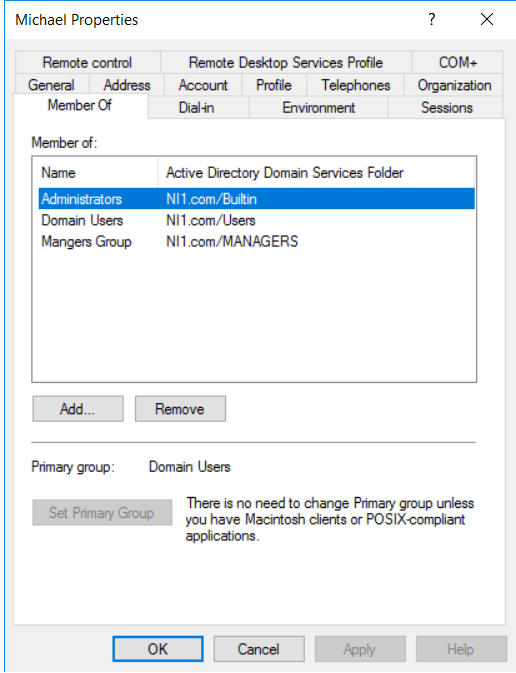 Michael Properties ? ×
Remote control Remote Desktop Services Profile COM+
General Address Account Profile Telephones Organization
Member Of Dial-in Environment Sessions
Member of:
Name Active Directory Domain Services Folder
Administrators NI1.com/Builtin
Domain Users NI1.com/Users
Mangers Group NI1.com/MANAGERS
Add... Remove
Primary group: Domain Users
Set Primary Group
There is no need to change Primary group unless
you have Macintosh clients or POSIX-compliant
applications.
OK Cancel Apply Help